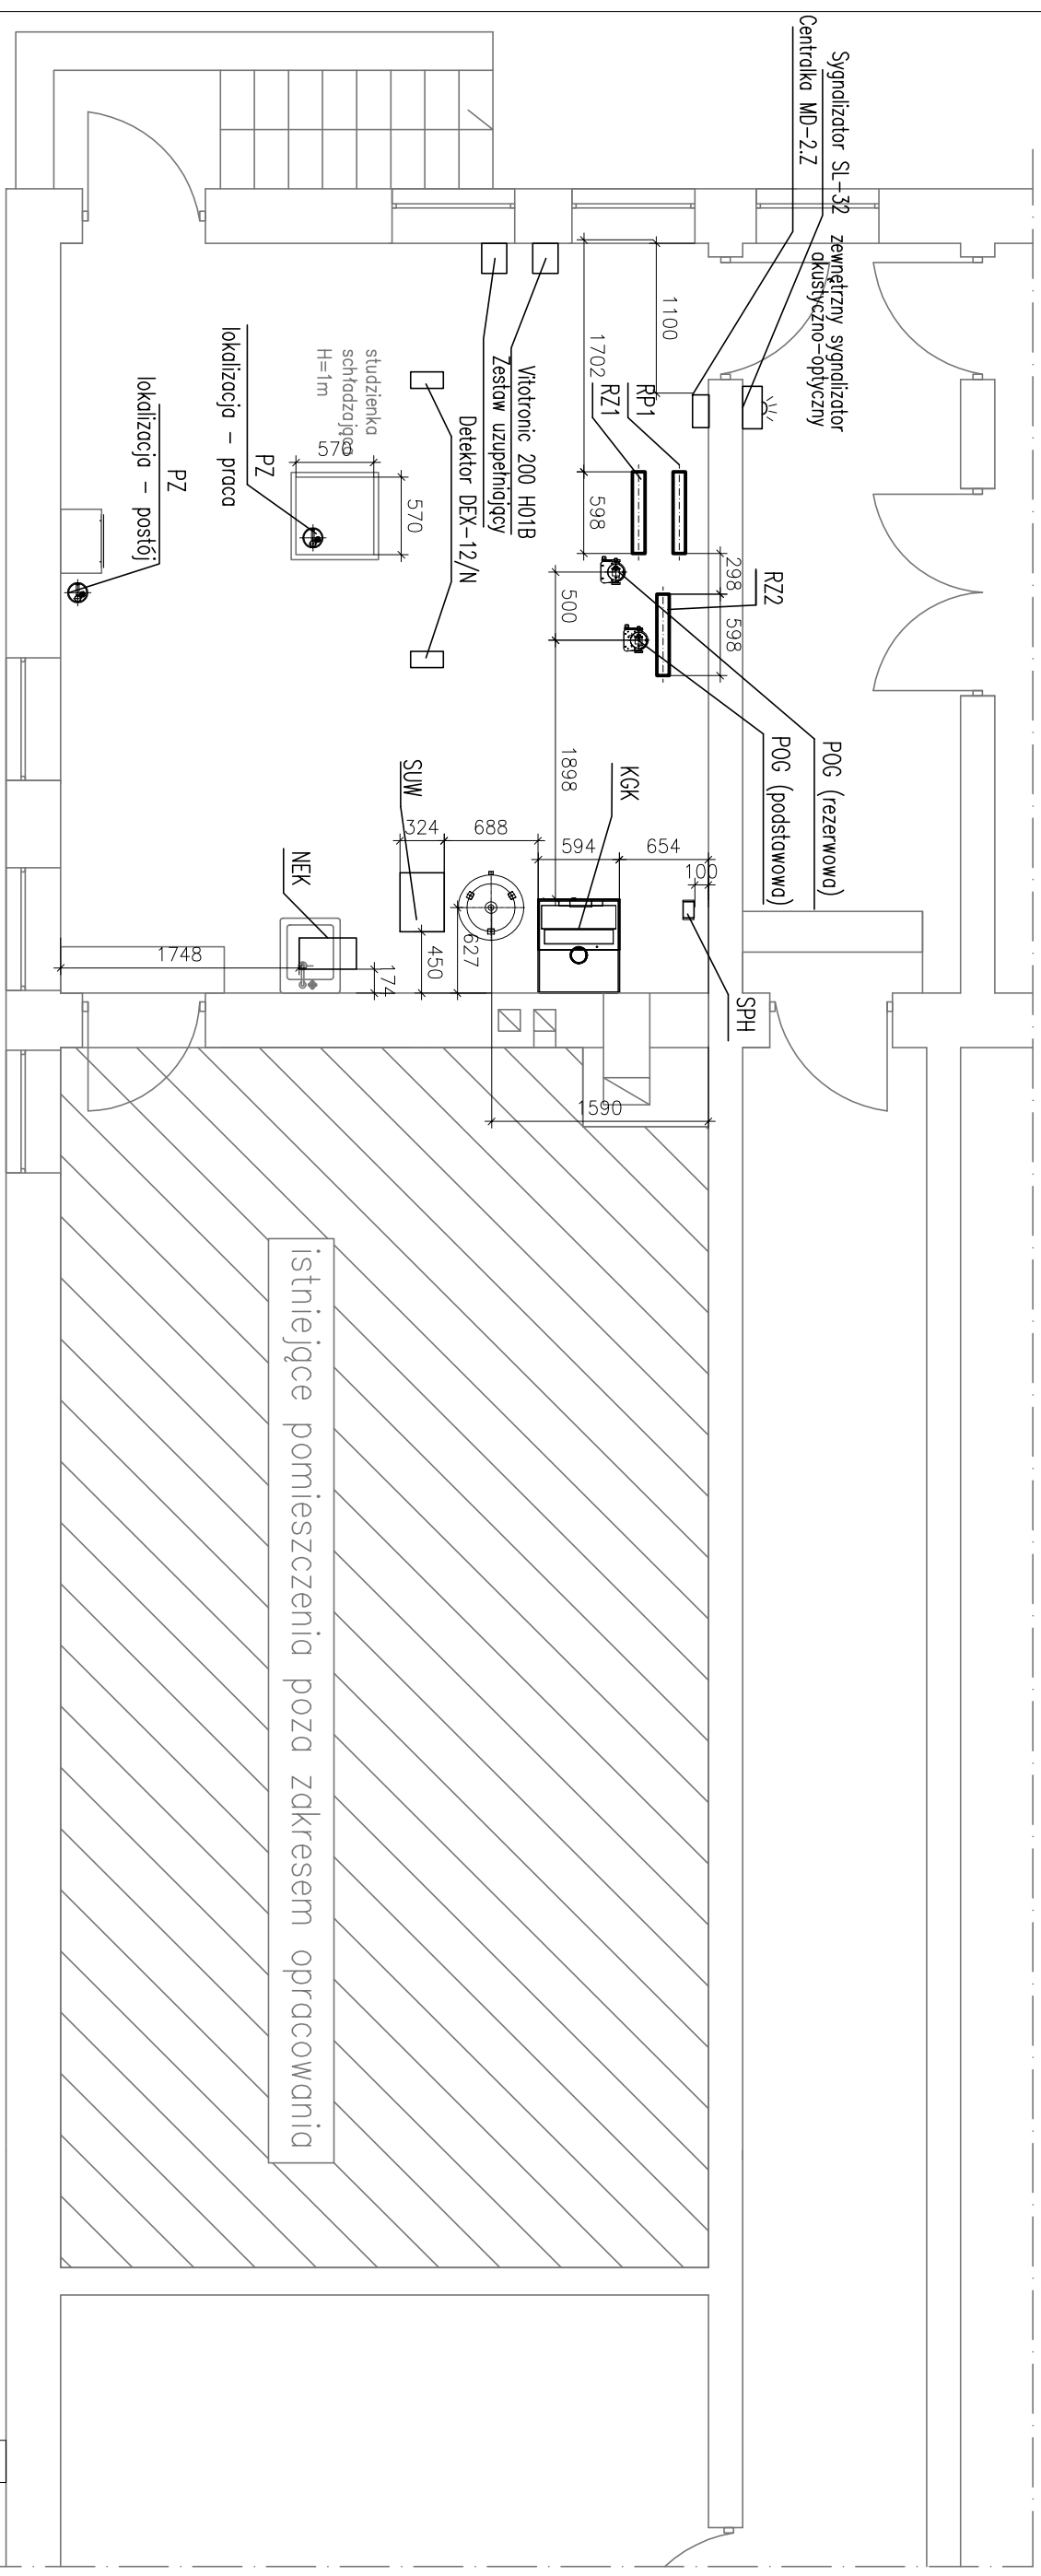 Sygnalizator SL-32 zewnętrzny sygnalizator
akustyczno-optyczny
Centralka MD-2.Z
1100
1702
RP1
RZ1
598
298
RZ2
598
500
POG (rezerwowa)
POG (podstawowa)
1898
KGK
654
594
688
324
100
SPH
SUW
NEK
627
450
174
1748
1590
Vitotronic 200 H01B
Zestaw uzupełniający
Detektor DEX-12/N
studzienka
schładzająca
H=1m
570
570
PZ
lokalizacja - praca
PZ
lokalizacja - postój
istniejące pomieszczenia poza zakresem opracowania